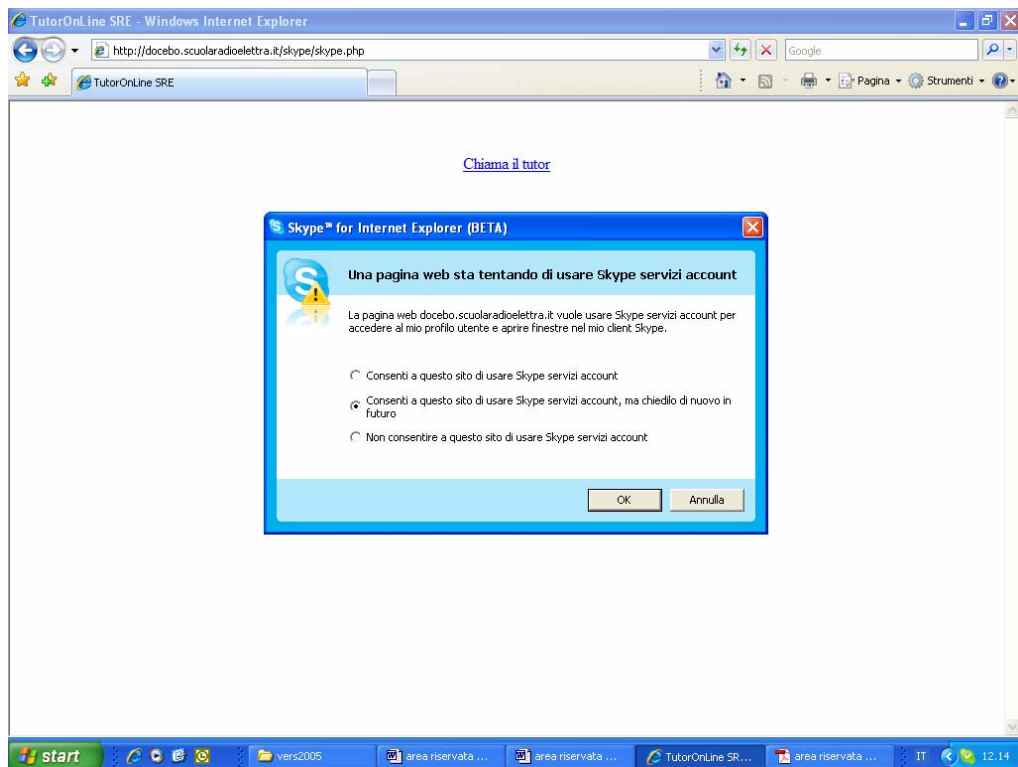 TutorOnLine SRE - Windows Internet Explorer
http://docebo.scuolaradioelettra.it/skype/skype.php
Google
TutorOnLine SRE
Pagina
Strumenti
Chiama il tutor
Skype™ for Internet Explorer (BETA)
Una pagina web sta tentando di usare Skype servizi account
La pagina web docebo.scuolaradioelettra.it vuole usare Skype servizi account per
accedere al mio profilo utente e aprire finestre nel mio client Skype.
Consenti a questo sito di usare Skype servizi account
Consenti a questo sito di usare Skype servizi account, ma chiedilo di nuovo in
futuro
Non consentire a questo sito di usare Skype servizi account
OK
Annulla
start
vers2005
area riservata ...
area riservata ...
TutorOnLine SR...
area riservata ...
IT
12.14